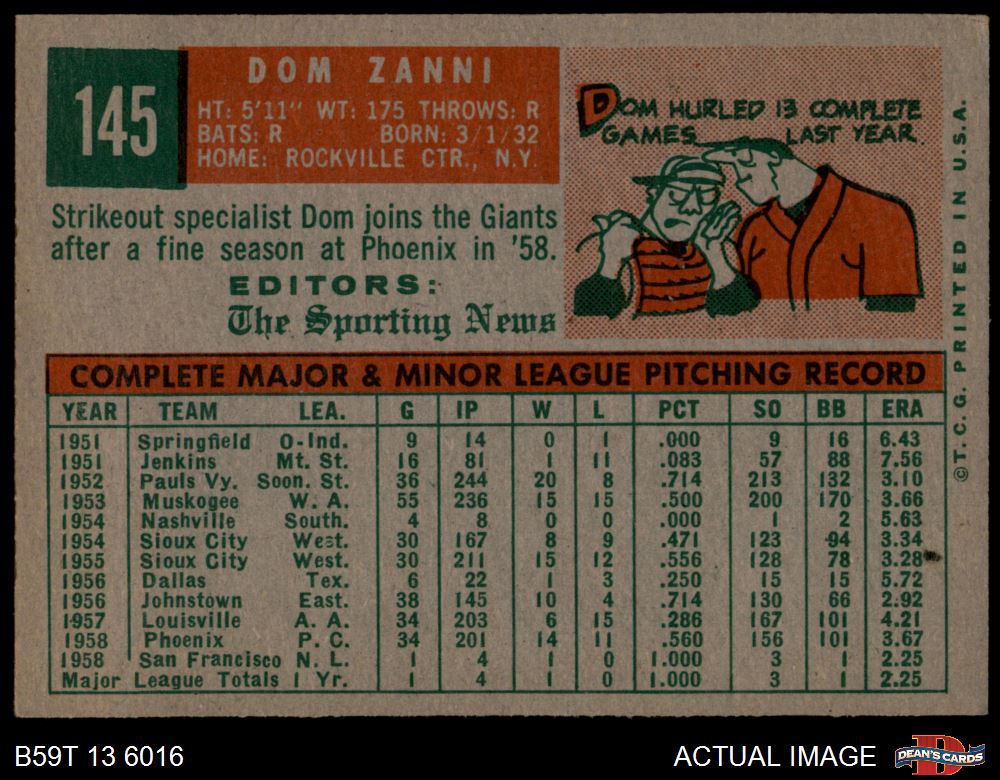 145
DOM ZANNI
HT: 5'11" WT: 175 THROWS: R
BATS: R BORN: 3/1/32
HOME: ROCKVILLE CTR., N.Y.
DOM HURLED 13 COMPLETE
GAMES LAST YEAR.
Strikeout specialist Dom joins the Giants
after a fine season at Phoenix in '58.
EDITORS:
The Sporting News
©T.C.G. PRINTED IN U.S.A.
COMPLETE MAJOR & MINOR LEAGUE PITCHING RECORD
YEAR TEAM LEA. G IP W L PCT SO BB ERA
1951 Springfield O-Ind. 9 14 0 1 .000 9 16 6.43
1951 Jenkins Mt. St. 16 81 1 11 .083 57 88 7.56
1952 Pauls Vy. Soon. St. 36 244 20 8 .714 213 132 3.10
1953 Muskogee W. A. 55 236 15 15 .500 200 170 3.66
1954 Nashville South. 4 8 0 0 .000 1 2 5.63
1954 Sioux City West. 30 167 8 9 .471 123 94 3.34
1955 Sioux City West. 30 211 15 12 .556 128 78 3.28
1956 Dallas Tex. 6 22 1 3 .250 15 15 5.72
1956 Johnstown East. 38 145 10 4 .714 130 66 2.92
1957 Louisville A. A. 34 203 6 15 .286 167 101 4.21
1958 Phoenix P. C. 34 201 14 11 .560 156 101 3.67
1958 San Francisco N. L. 1 4 1 0 1.000 3 1 2.25
Major League Totals 1 Yr. 1 4 1 0 1.000 3 1 2.25
B59T 13 6016
ACTUAL IMAGE
D
DEAN'S CARDS